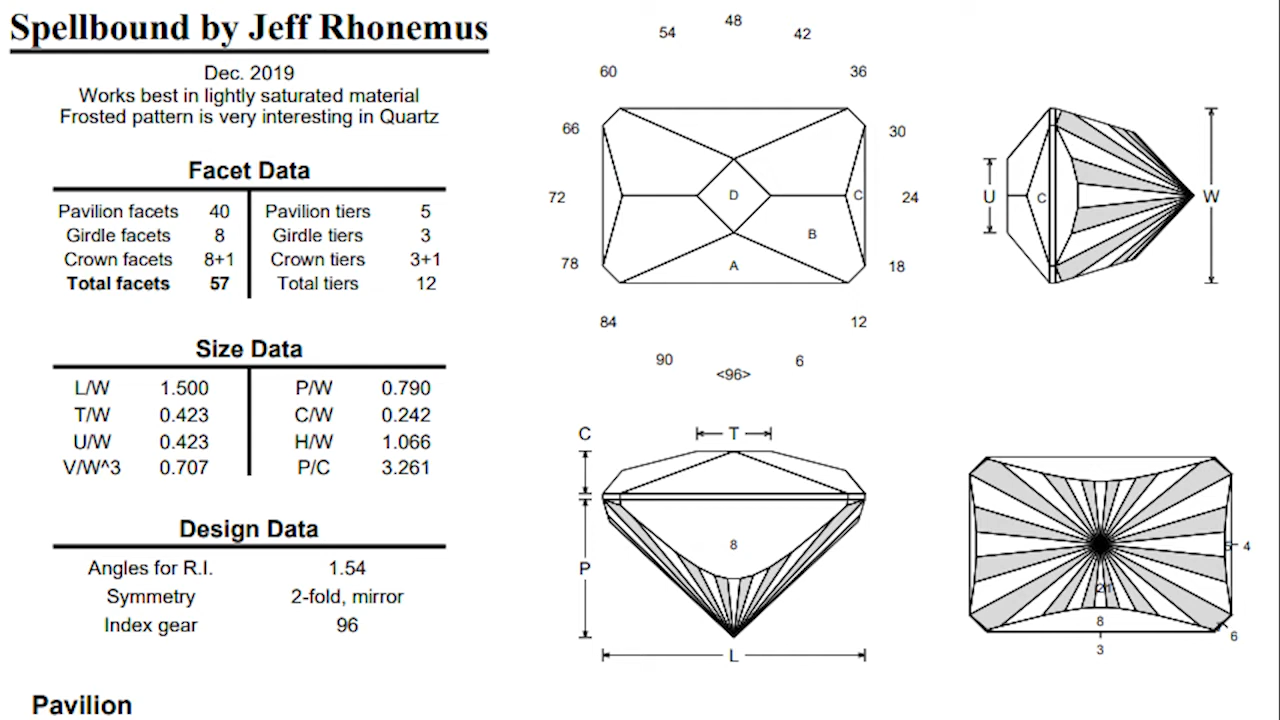 Spellbound by Jeff Rhonemus
Dec. 2019
Works best in lightly saturated material
Frosted pattern is very interesting in Quartz
Facet Data
Pavilion facets 40 Pavilion tiers 5
Girdle facets 8 Girdle tiers 3
Crown facets 8+1 Crown tiers 3+1
Total facets 57 Total tiers 12
Size Data
L/W 1.500 P/W 0.790
T/W 0.423 C/W 0.242
U/W 0.423 H/W 1.066
V/W^3 0.707 P/C 3.261
Design Data
Angles for R.I. 1.54
Symmetry 2-fold, mirror
Index gear 96
Pavilion
54 48 42
60 36
66 30
72 D C 24
B
78 A 18
84 12
90 6
<96>
U C W
C T
8
P
L
4
8
6
3